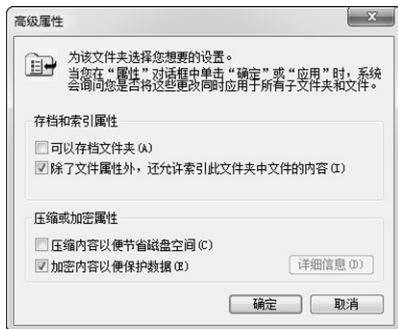 高级属性
为该文件夹选择您想要的设置。
当您在“属性”对话框中单击“确定”或“应用”时，系统
会询问您是否将这些更改同时应用于所有子文件夹和文件。
存档和索引属性
可以存档文件夹(A)
除了文件属性外，还允许索引此文件夹中文件的内容(I)
压缩或加密属性
压缩内容以便节省磁盘空间(C)
加密内容以便保护数据(E)
详细信息(D)
确定
取消